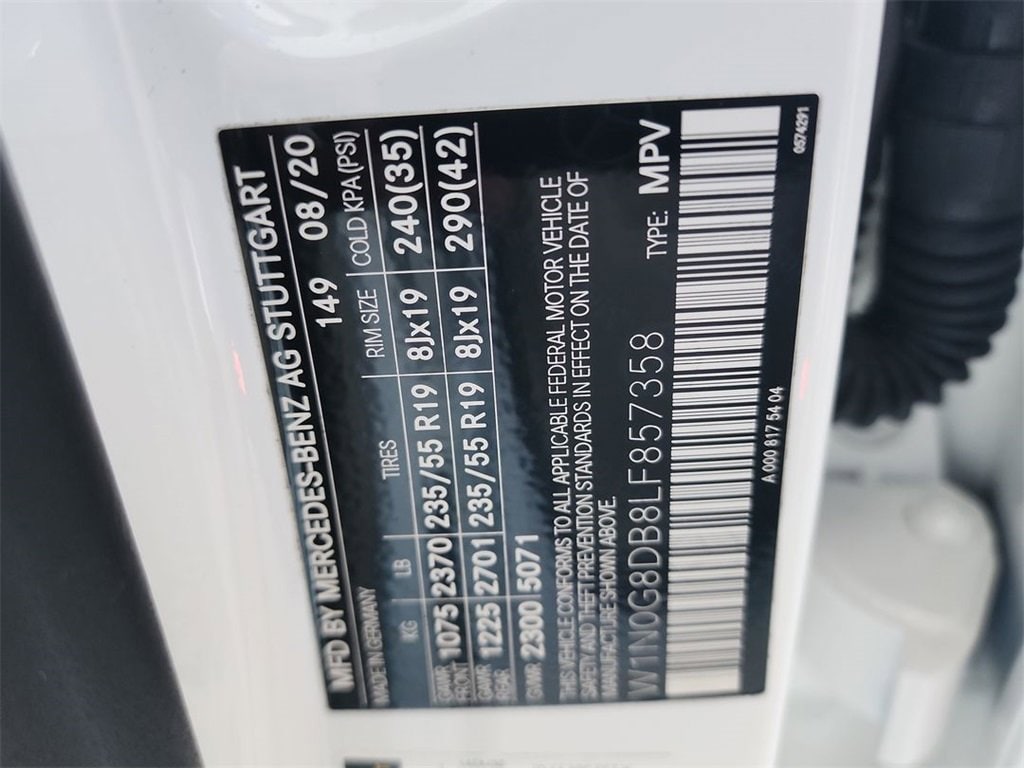 MFD BY MERCEDES-BENZ AG STUTTGART
MADE IN GERMANY 149 08/20
KG LB TIRES RIM SIZE COLD KPA (PSI)
GAWR FRONT 1075 2370 235/55 R19 8Jx19 240(35)
GAWR REAR 1225 2701 235/55 R19 8Jx19 290(42)
GVWR 2300 5071
THIS VEHICLE CONFORMS TO ALL APPLICABLE FEDERAL MOTOR VEHICLE
SAFETY AND THEFT PREVENTION STANDARDS IN EFFECT ON THE DATE OF
MANUFACTURE SHOWN ABOVE.
W1N0G8DB8LF857358 TYPE: MPV
A 000 817 54 04
0574291